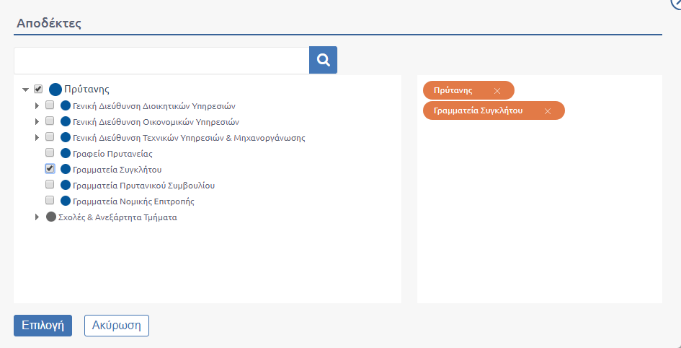 Αποδέκτες
Πρύτανης
Γενική Διεύθυνση Διοικητικών Υπηρεσιών
Γενική Διεύθυνση Οικονομικών Υπηρεσιών
Γενική Διεύθυνση Τεχνικών Υπηρεσιών & Μηχανοργάνωσης
Γραφείο Πρυτανείας
Γραμματεία Συγκλήτου
Γραμματεία Πρυτανικού Συμβουλίου
Γραμματεία Νομικής Επιτροπής
Σχολές & Ανεξάρτητα Τμήματα
Πρύτανης
Γραμματεία Συγκλήτου
Επιλογή
Ακύρωση